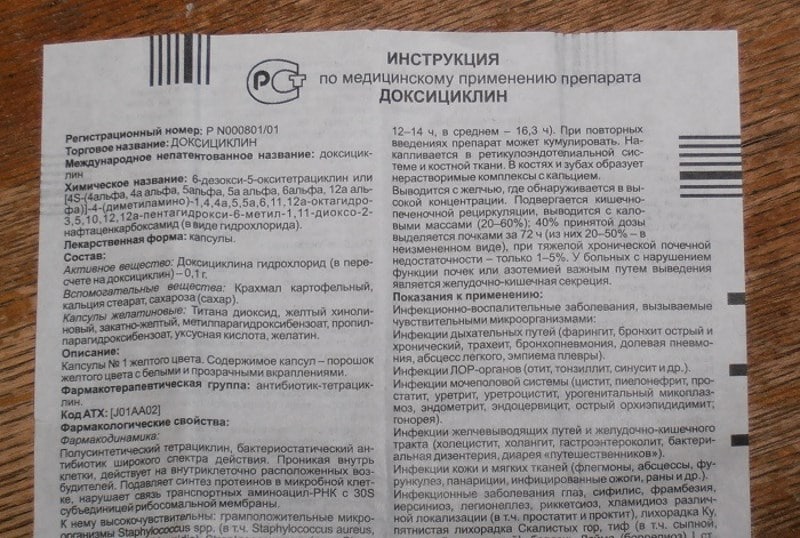 ИНСТРУКЦИЯ
по медицинскому применению препарата
ДОКСИЦИКЛИН
РСт
Регистрационный номер: Р N000801/01
Торговое название: ДОКСИЦИКЛИН
Международное непатентованное название: доксицик-
лин
Химическое название: 6-дезокси-5-окситетрациклин или
[4S-(4альфа, 4а альфа, 5альфа, 5а альфа, 6альфа, 12а аль-
фа)]-4-(диметиламино)-1,4,4а,5,5а,6,11,12а-октагидро-
3,5,10,12,12а-пентагидрокси-6-метил-1,11-диоксо-2-
нафтаценкарбоксамид (в виде гидрохлорида).
Лекарственная форма: капсулы.
Состав:
Активное вещество: Доксициклина гидрохлорид (в пере-
счете на доксициклин) – 0,1 г.
Вспомогательные вещества: Крахмал картофельный,
кальция стеарат, сахароза (сахар).
Капсулы желатиновые: Титана диоксид, желтый хиноли-
новый, закатно-желтый, метилпарагидроксибензоат, пропил-
парагидроксибензоат, уксусная кислота, желатин.
Описание:
Капсулы № 1 желтого цвета. Содержимое капсул – порошок
желтого цвета с белыми и прозрачными вкраплениями.
Фармакотерапевтическая группа: антибиотик-тетрацик-
лин.
Код АТХ: [J01AA02]
Фармакологические свойства:
Фармакодинамика:
Полусинтетический тетрациклин, бактериостатический ан-
тибиотик широкого спектра действия. Проникая внутрь
клетки, действует на внутриклеточно расположенных воз-
будителей. Подавляет синтез протеинов в микробной клет-
ке, нарушает связь транспортных аминоацил-РНК с 30S
субъединицей рибосомальной мембраны.
К нему высокочувствительны: грамположительные микро-
организмы Staphylococcus spp. (в т.ч. Staphylococcus aureus,
12–14 ч, в среднем – 16,3 ч). При повторных
введениях препарат может кумулировать. На-
капливается в ретикулоэндотелиальной сис-
теме и костной ткани. В костях и зубах образует
нерастворимые комплексы с кальцием.
Выводится с желчью, где обнаруживается в вы-
сокой концентрации. Подвергается кишечно-
печеночной рециркуляции, выводится с кало-
выми массами (20–60%); 40% принятой дозы
выделяется почками за 72 ч (из них 20–50% – в
неизмененном виде), при тяжелой хронической почечной
недостаточности – только 1–5%. У больных с нарушением
функции почек или азотемией важным путем выведения
является желудочно-кишечная секреция.
Показания к применению:
Инфекционно-воспалительные заболевания, вызываемые
чувствительными микроорганизмами:
Инфекции дыхательных путей (фарингит, бронхит острый и
хронический, трахеит, бронхопневмония, долевая пневмо-
ния, абсцесс легкого, эмпиема плевры).
Инфекции ЛОР-органов (отит, тонзиллит, синусит и др.).
Инфекции мочеполовой системы (цистит, пиелонефрит, про-
статит, уретрит, уретроцистит, урогенитальный микоплаз-
моз, эндометрит, эндоцервицит, острый орхиэпидидимит;
гонорея).
Инфекции желчевыводящих путей и желудочно-кишечного
тракта (холецистит, холангит, гастроэнтероколит, бактери-
альная дизентерия, диарея «путешественников»).
Инфекции кожи и мягких тканей (флегмоны, абсцессы, фу-
рункулез, панариции, инфицированные ожоги, раны и др.).
Инфекционные заболевания глаз, сифилис, фрамбезия,
иерсиниоз, легионеллез, риккетсиоз, хламидиоз различ-
ной локализации (в т.ч. простатит и проктит), лихорадка Ку,
пятнистая лихорадка Скалистых гор, тиф (в т.ч. сыпной,